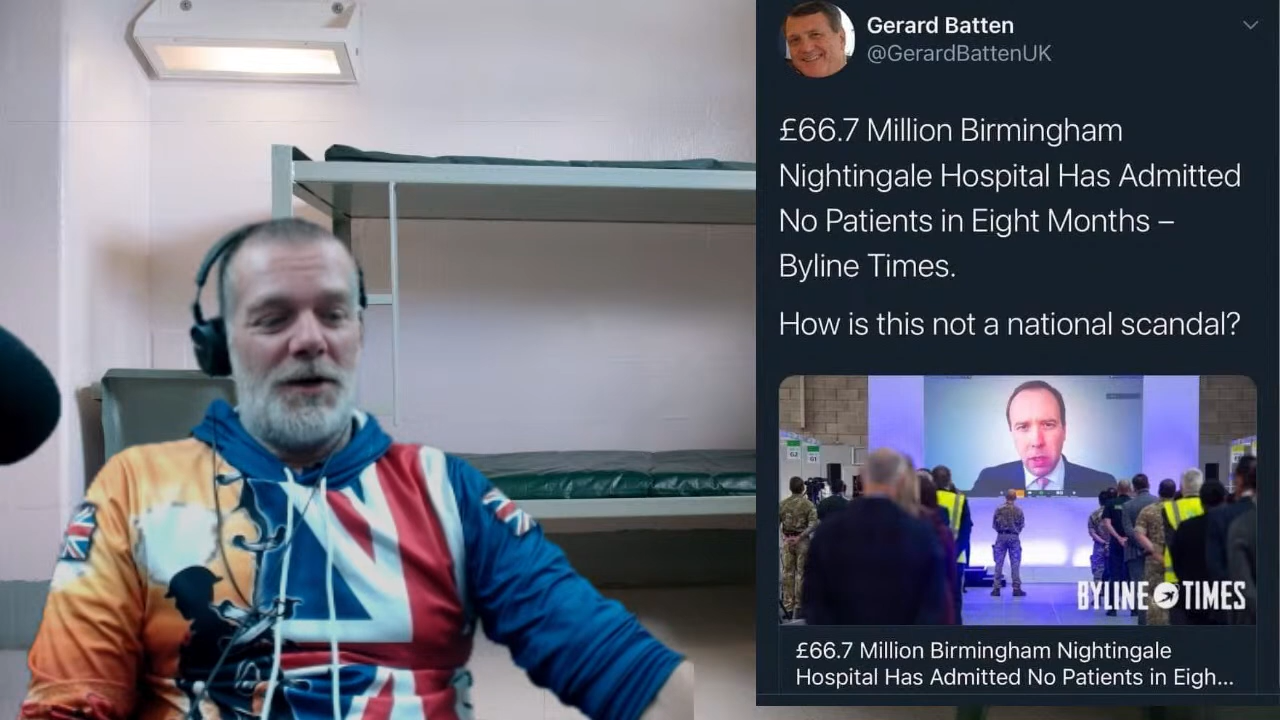 Gerard Batten
@GerardBattenUK
£66.7 Million Birmingham
Nightingale Hospital Has Admitted
No Patients in Eight Months –
Byline Times.
How is this not a national scandal?
BYLINE TIMES
£66.7 Million Birmingham Nightingale
Hospital Has Admitted No Patients in Eigh...